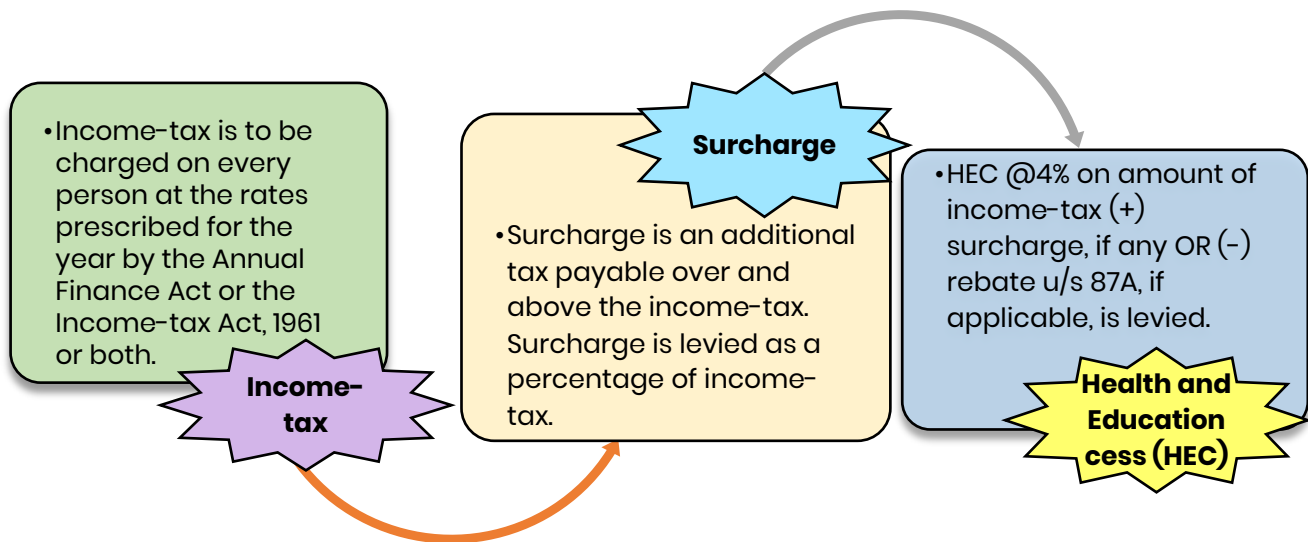 •Income-tax is to be
charged on every
person at the rates
prescribed for the
year by the Annual
Finance Act or the
Income-tax Act, 1961
or both.
Income-
tax
Surcharge
•Surcharge is an additional
tax payable over and
above the income-tax.
Surcharge is levied as a
percentage of income-
tax.
•HEC @4% on amount of
income-tax (+)
surcharge, if any OR (-)
rebate u/s 87A, if
applicable, is levied.
Health and
Education
cess (HEC)